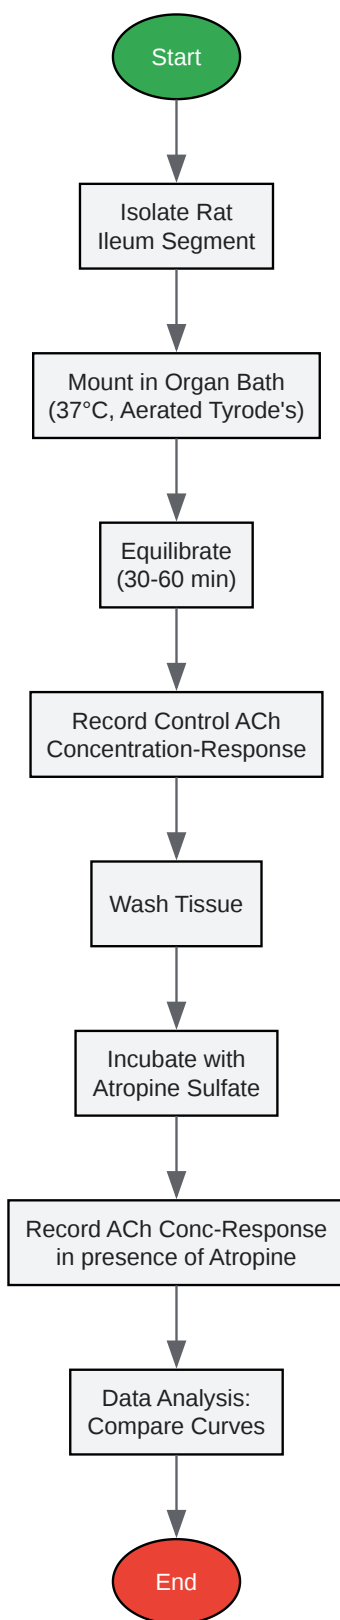 Start
Isolate Rat
Ileum Segment
Mount in Organ Bath
(37°C, Aerated Tyrode's)
Equilibrate
(30-60 min)
Record Control ACh
Concentration-Response
Wash Tissue
Incubate with
Atropine Sulfate
Record ACh Conc-Response
in presence of Atropine
Data Analysis:
Compare Curves
End